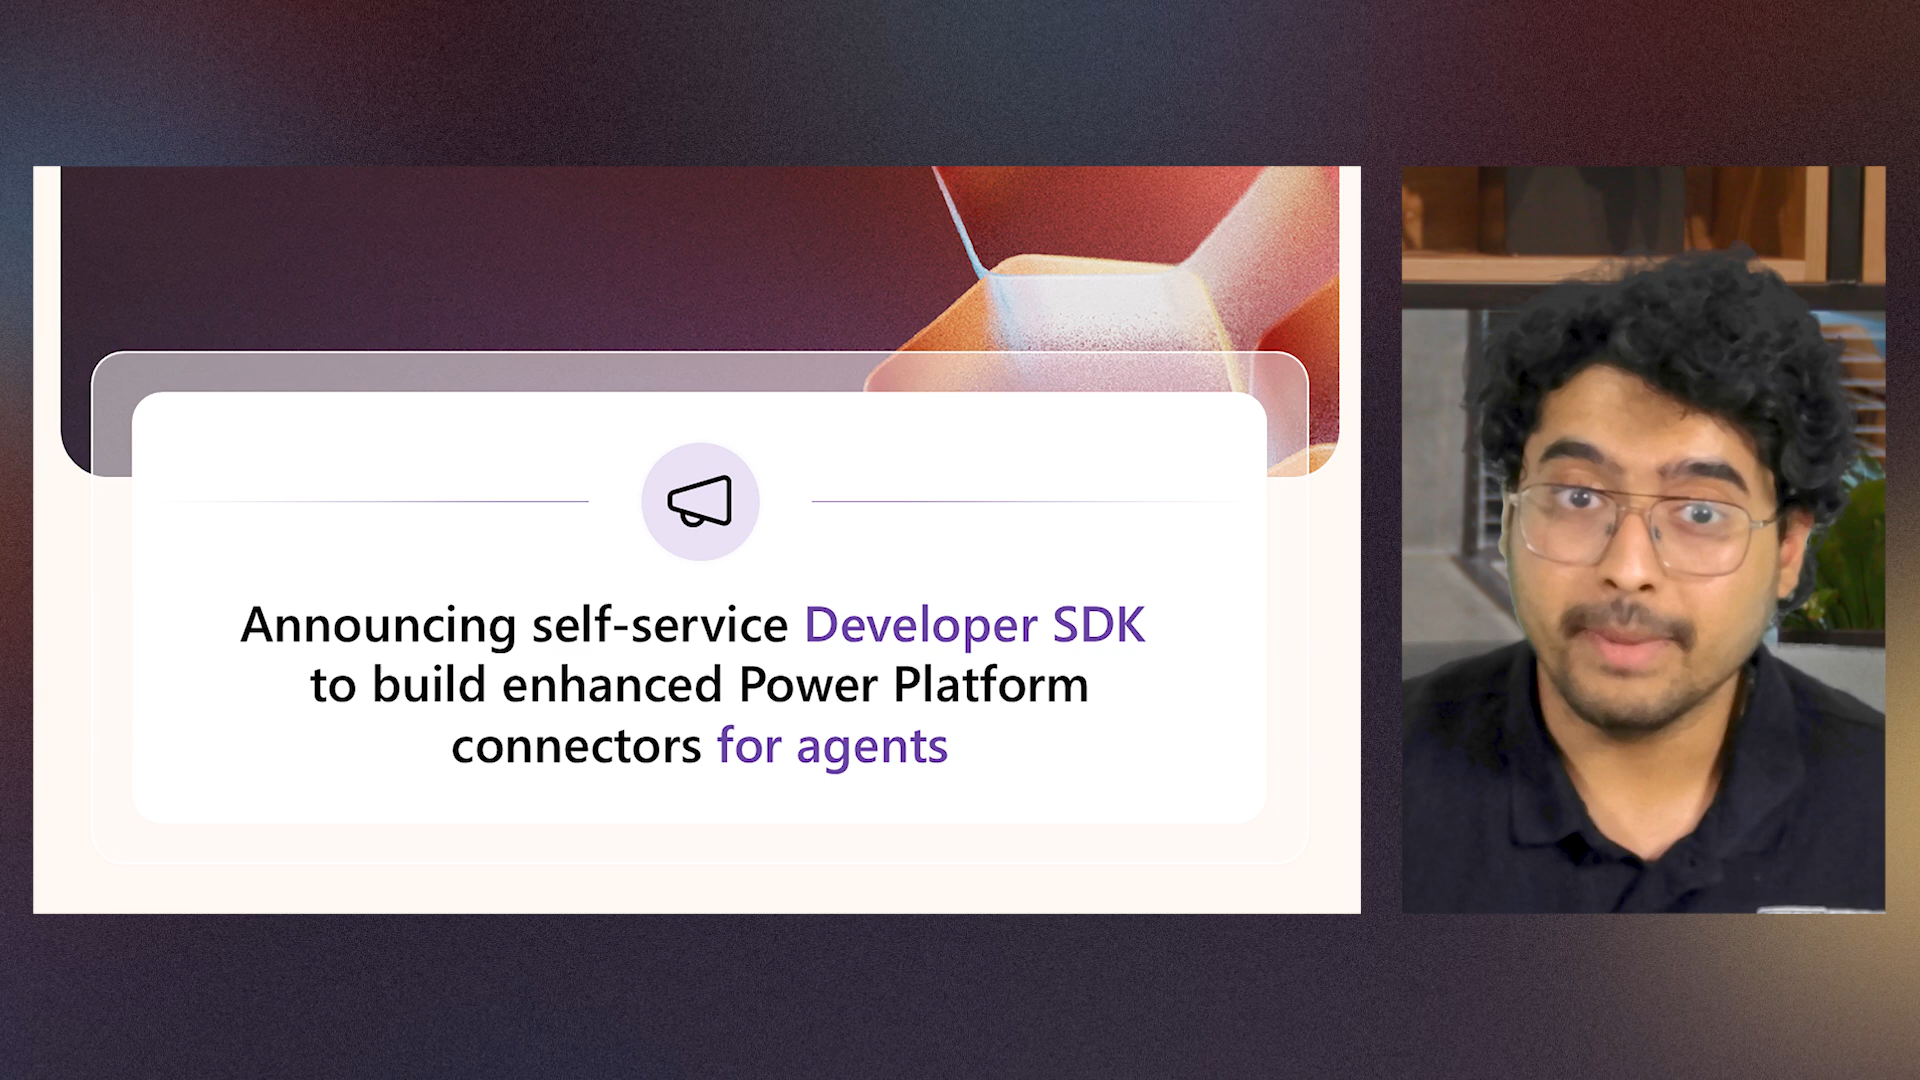 Announcing self-service Developer SDK
to build enhanced Power Platform
connectors for agents